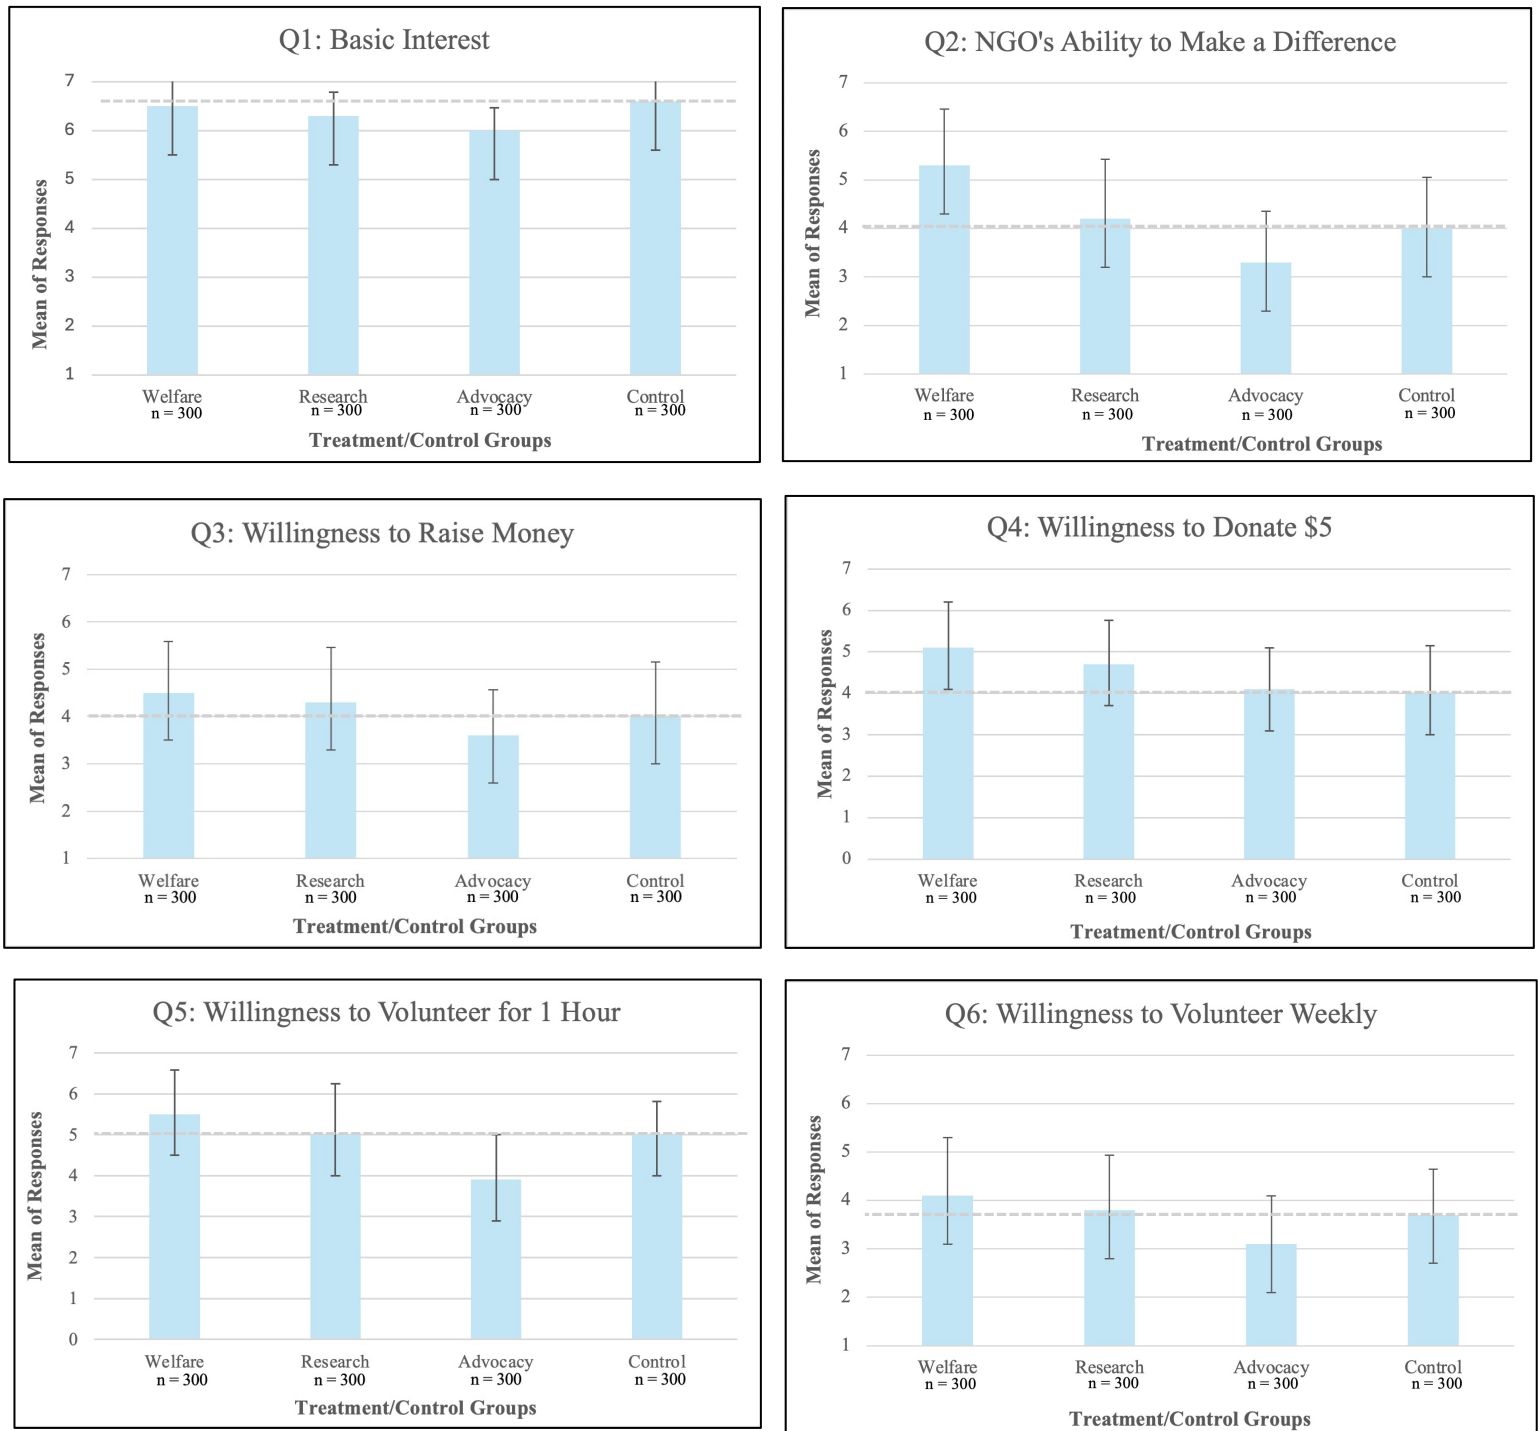 Q1: Basic Interest
Mean of Responses
7
6
5
4
3
2
1
Welfare Research Advocacy Control
n = 300 n = 300 n = 300 n = 300
Treatment/Control Groups
Q2: NGO's Ability to Make a Difference
Mean of Responses
7
6
5
4
3
2
1
Welfare Research Advocacy Control
n = 300 n = 300 n = 300 n = 300
Treatment/Control Groups
Q3: Willingness to Raise Money
Mean of Responses
7
6
5
4
3
2
1
Welfare Research Advocacy Control
n = 300 n = 300 n = 300 n = 300
Treatment/Control Groups
Q4: Willingness to Donate $5
Mean of Responses
7
6
5
4
3
2
1
0
Welfare Research Advocacy Control
n = 300 n = 300 n = 300 n = 300
Treatment/Control Groups
Q5: Willingness to Volunteer for 1 Hour
Mean of Responses
7
6
5
4
3
2
1
0
Welfare Research Advocacy Control
n = 300 n = 300 n = 300 n = 300
Treatment/Control Groups
Q6: Willingness to Volunteer Weekly
Mean of Responses
7
6
5
4
3
2
1
Welfare Research Advocacy Control
n = 300 n = 300 n = 300 n = 300
Treatment/Control Groups